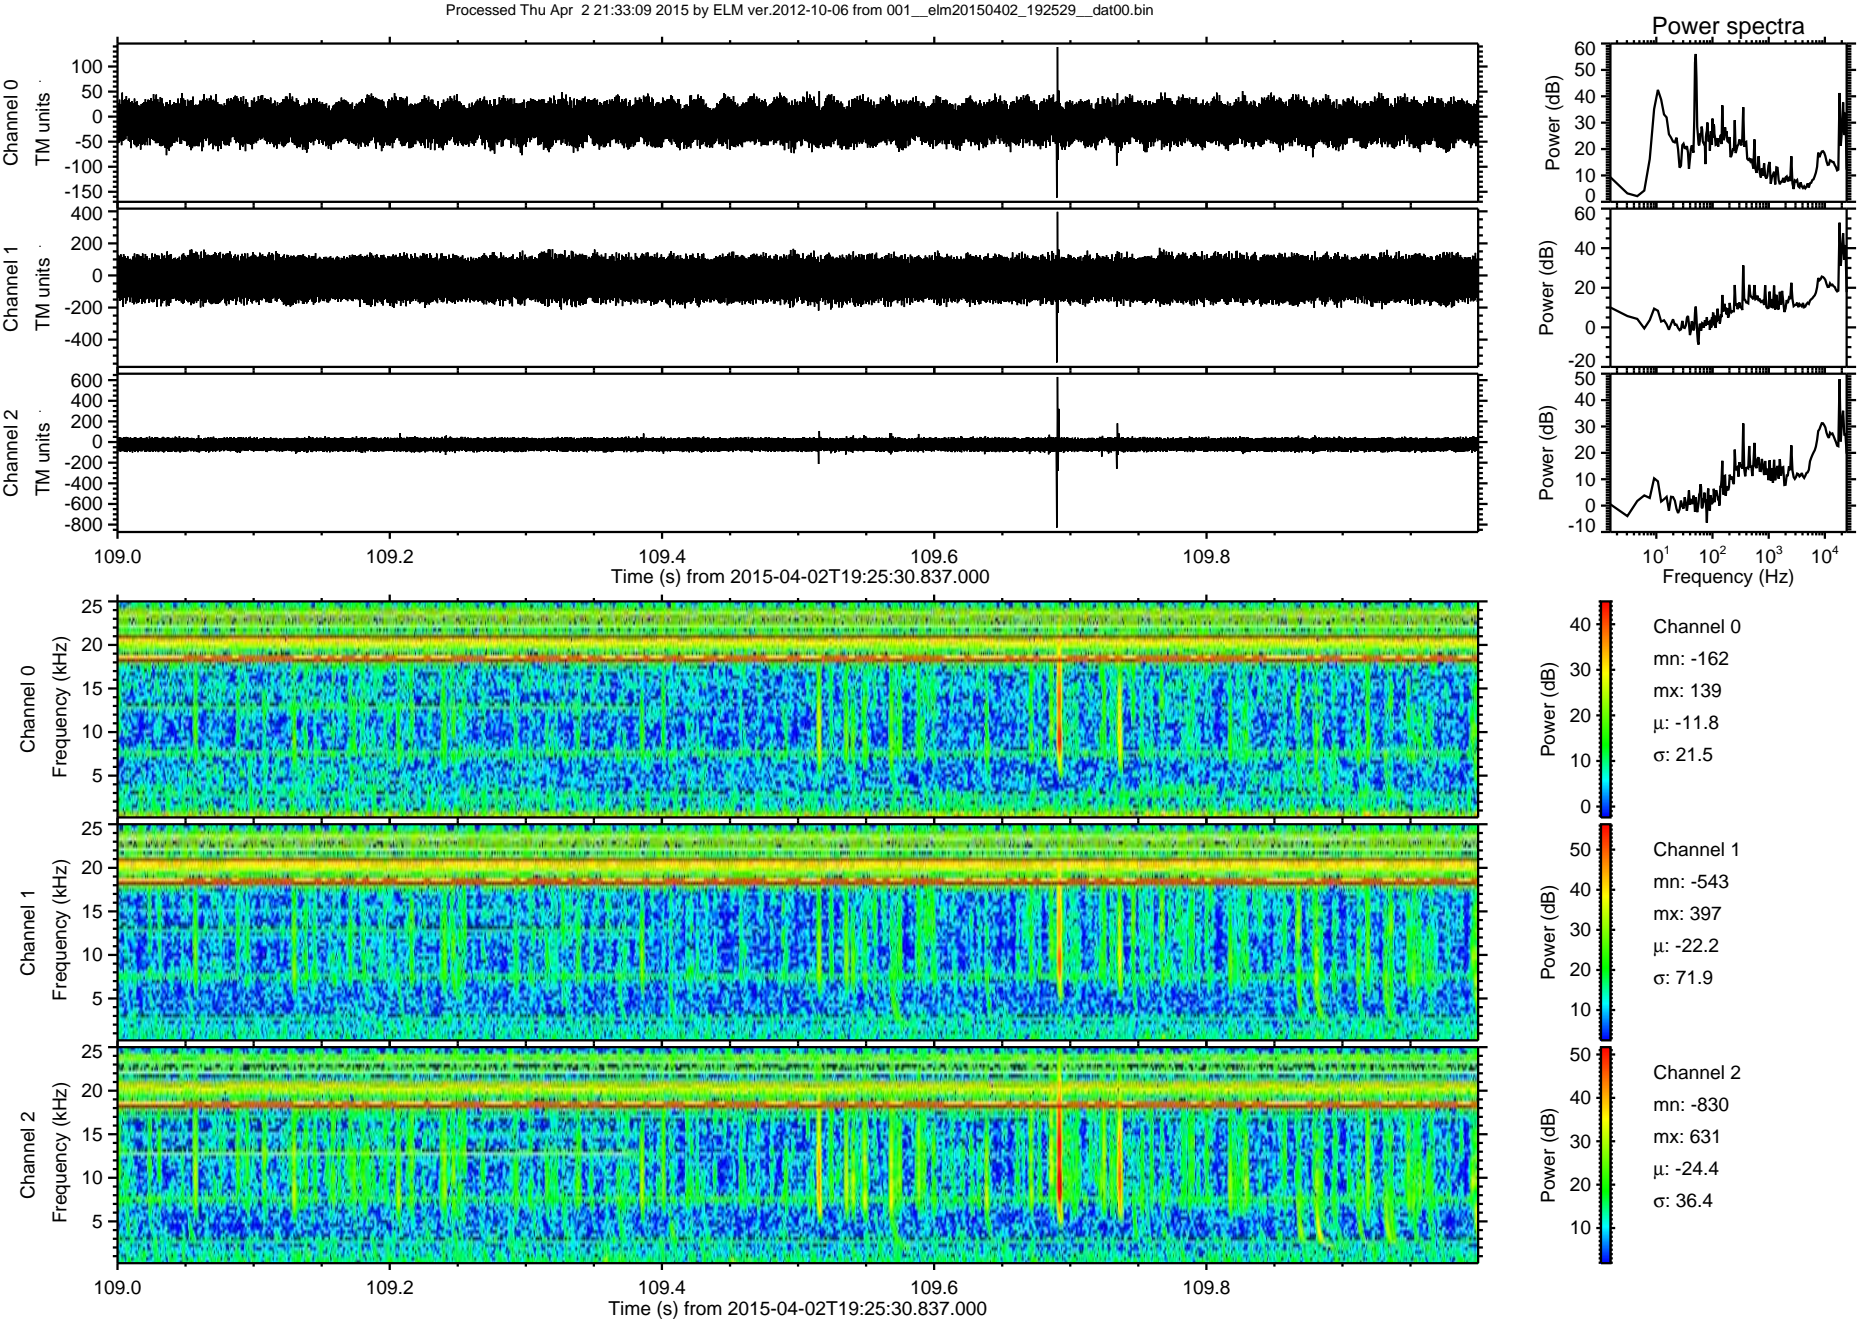 Processed Thu Apr  2 21:33:09 2015 by ELM ver.2012-10-06 from 001__elm20150402_192529__dat00.bin
Power spectra
Channel 0
TM units
100
50
0
-50
-100
-150
Power (dB)
60
50
40
30
20
10
0
Channel 1
TM units
400
200
0
-200
-400
Power (dB)
60
40
20
0
-20
Channel 2
TM units
600
400
200
0
-200
-400
-600
-800
Power (dB)
50
40
30
20
10
0
-10
109.0
109.2
109.4
109.6
109.8
Time (s) from 2015-04-02T19:25:30.837.000
10^1
10^2
10^3
10^4
Frequency (Hz)
Channel 0
Frequency (kHz)
25
20
15
10
5
Power (dB)
40
30
20
10
0
Channel 0
mn: -162
mx: 139
μ: -11.8
σ: 21.5
Channel 1
Frequency (kHz)
25
20
15
10
5
Power (dB)
50
40
30
20
10
Channel 1
mn: -543
mx: 397
μ: -22.2
σ: 71.9
Channel 2
Frequency (kHz)
25
20
15
10
5
Power (dB)
50
40
30
20
10
Channel 2
mn: -830
mx: 631
μ: -24.4
σ: 36.4
109.0
109.2
109.4
109.6
109.8
Time (s) from 2015-04-02T19:25:30.837.000